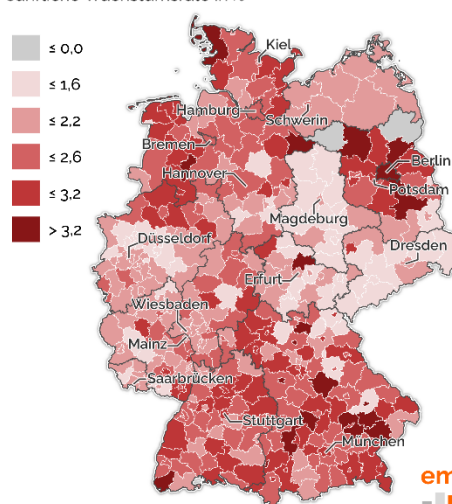 ≤ 0,0
≤ 1,6
≤ 2,2
≤ 2,6
≤ 3,2
> 3,2
Kiel
Hamburg
Schwerin
Bremen
Berlin
Hannover
Potsdam
Magdeburg
Düsseldorf
Dresden
Erfurt
Wiesbaden
Mainz
Saarbrücken
Stuttgart
München
em